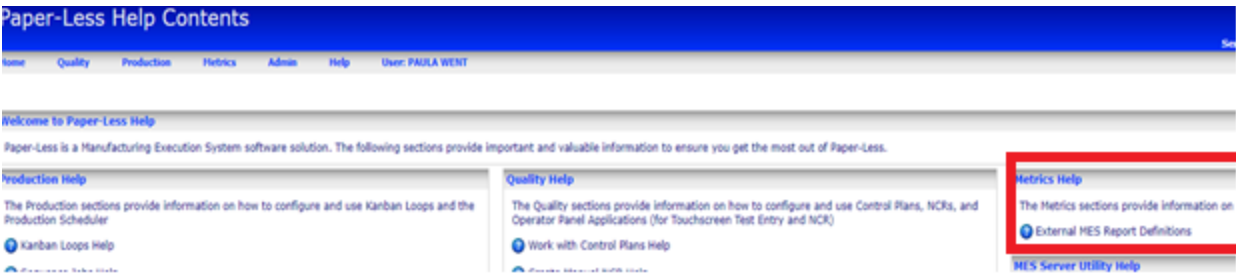 Paper-Less Help Contents
Home Quality Production Metrics Admin Help User: PAULA WENT
Welcome to Paper-Less Help
Paper-Less is a Manufacturing Execution System software solution. The following sections provide important and valuable information to ensure you get the most out of Paper-Less.
Production Help
The Production sections provide information on how to configure and use Kanban Loops and the
Production Scheduler
Kanban Loops Help
Quality Help
The Quality sections provide information on how to configure and use Control Plans, NCRs, and
Operator Panel Applications (for Touchscreen Test Entry and NCR)
Work with Control Plans Help
Create Manual NCR Help
Metrics Help
The Metrics sections provide information on
External MES Report Definitions
MES Server Utility Help